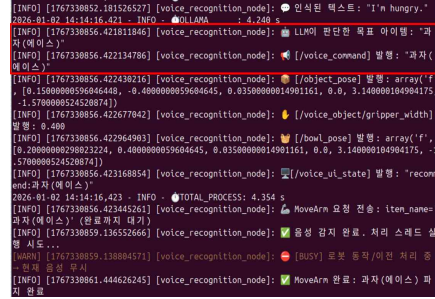 [INFO] [1767330852.181526527] [voice_recognition_node]: 💬 인식된 텍스트: "I'm hungry."
2026-01-02 14:14:16,421 - INFO - ⏱OLLAMA : 4.240 s
[INFO] [1767330856.421811846] [voice_recognition_node]: 🤖 LLM이 판단한 목표 아이템: "과
자(에이스)"
[INFO] [1767330856.422134786] [voice_recognition_node]: 📢 [/voice_command] 발행: "과자(
에이스)"
[INFO] [1767330856.422430216] [voice_recognition_node]: 📦 [/object_pose] 발행: array('f'
, [0.15000000596046448, -0.4000000059604645, 0.03500000014901161, 0.0, 3.140000104904175,
-1.5700000524520874])
[INFO] [1767330856.422677042] [voice_recognition_node]: ✋ [/voice_object/gripper_width]
발행: 0.400
[INFO] [1767330856.422964903] [voice_recognition_node]: 🥣 [/bowl_pose] 발행: array('f',
[0.20000000298023224, 0.4000000059604645, 0.03500000014901161, 0.0, 3.140000104904175, -1
.5700000524520874])
[INFO] [1767330856.423168854] [voice_recognition_node]: 🖥[/voice_ui_state] 발행: "recomm
end:과자(에이스)"
2026-01-02 14:14:16,423 - INFO - ⏱TOTAL_PROCESS: 4.354 s
[INFO] [1767330856.423445261] [voice_recognition_node]: 🦾 MoveArm 요청 전송: item_name=
과자(에이스)' (완료까지 대기)
[INFO] [1767330859.136552666] [voice_recognition_node]: ✅ 음성 감지 완료, 처리 스레드 실
행 시도...
[WARN] [1767330859.138804571] [voice_recognition_node]: ⛔ [BUSY] 로봇 동작/이전 처리 중
→현재 음성 무시
[INFO] [1767330861.444626245] [voice_recognition_node]: ✅ MoveArm 완료: 과자(에이스) 파
지 완료